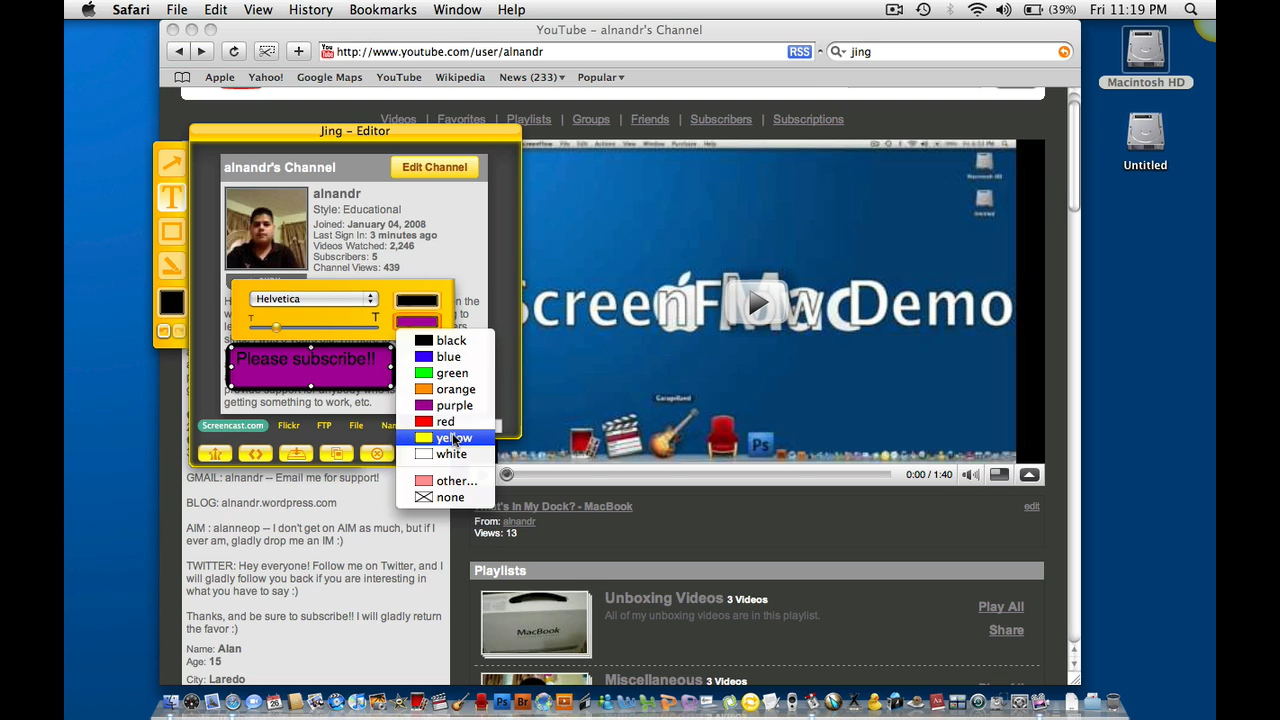 Safari File Edit View History Bookmarks Window Help (39%) Fri 11:19 PM
YouTube – alnandr's Channel
http://www.youtube.com/user/alnandr RSS jing
Apple Yahoo! Google Maps YouTube Wikipedia News (233) Popular
Macintosh HD
Untitled
Videos | Favorites | Playlists | Groups | Friends | Subscribers | Subscriptions
Jing – Editor
alnandr's Channel Edit Channel
alnandr
Style: Educational
Joined: January 04, 2008
Last Sign In: 3 minutes ago
Videos Watched: 2,246
Subscribers: 5
Channel Views: 439
Helvetica
T T
Please subscribe!!
getting something to work, etc.
Screencast.com Flickr FTP File
black
blue
green
orange
purple
red
yellow
white
other...
none
GarageBand
0:00 / 1:40
GMAIL: alnandr -- Email me for support!
BLOG: alnandr.wordpress.com
AIM : alanneop -- I don't get on AIM as much, but if I
ever am, gladly drop me an IM :)
TWITTER: Hey everyone! Follow me on Twitter, and I
will gladly follow you back if you are interesting in
what you have to say :)
Thanks, and be sure to subscribe!! I will gladly return
the favor :)
Name: Alan
Age: 15
City: Laredo
In My Dock? - MacBook edit
From: alnandr
Views: 13
Playlists
Unboxing Videos 3 Videos
All of my unboxing videos are in this playlist.
Play All
Share
MacBook
Miscellaneous 3 Videos